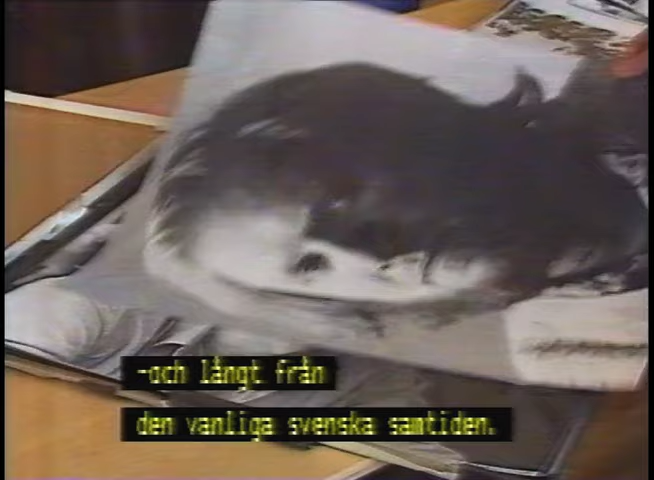 -och långt från
den vanliga svenska samtiden.